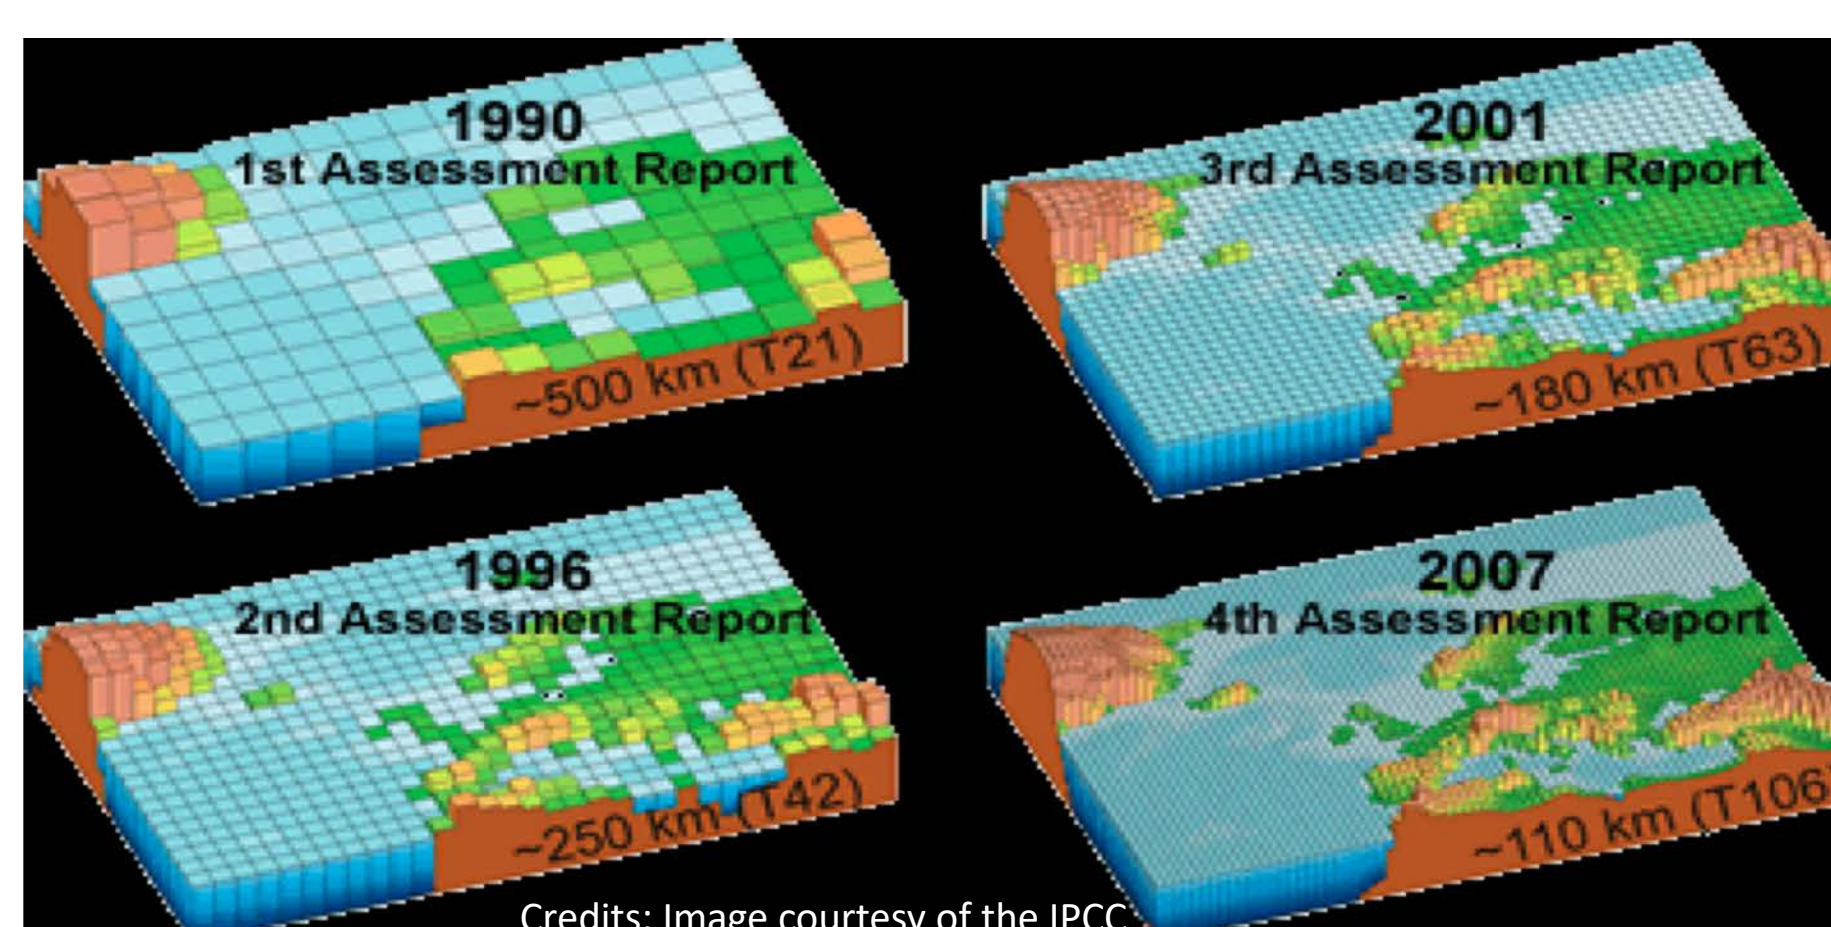 1990
1st Assessment Report
~500 km (T21)
2001
3rd Assessment Report
~180 km (T63)
1996
2nd Assessment Report
~250 km (T42)
2007
4th Assessment Report
~110 km (T106)
Credits: Image courtesy of the IPCC